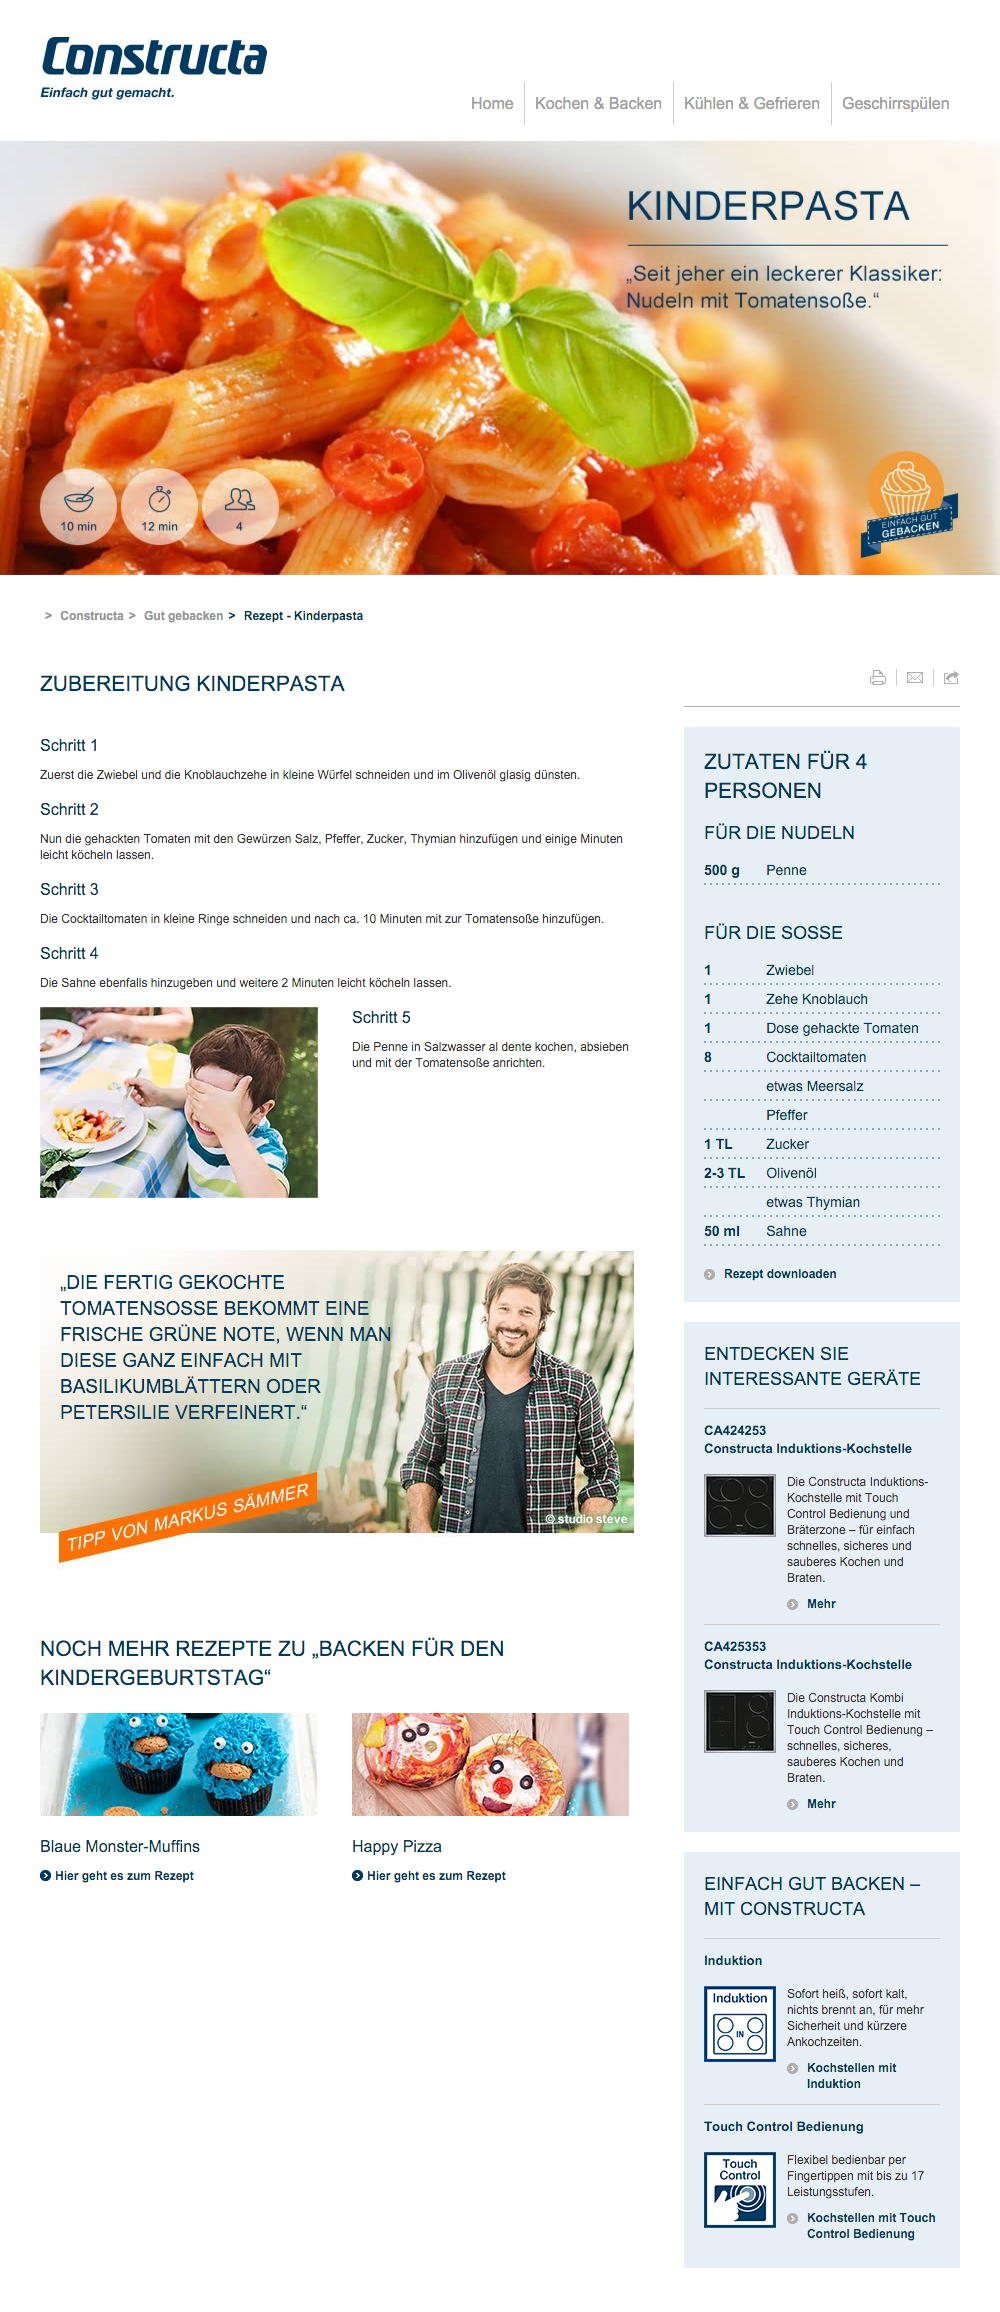 Constructa
Einfach gut gemacht.
Home
Kochen & Backen
Kühlen & Gefrieren
Geschirrspülen
KINDERPASTA
„Seit jeher ein leckerer Klassiker:
Nudeln mit Tomatensoße.“
10 min
12 min
4
EINFACH GUT
GEBACKEN
> Constructa > Gut gebacken > Rezept - Kinderpasta
ZUBEREITUNG KINDERPASTA
Schritt 1
Zuerst die Zwiebel und die Knoblauchzehe in kleine Würfel schneiden und im Olivenöl glasig dünsten.
Schritt 2
Nun die gehackten Tomaten mit den Gewürzen Salz, Pfeffer, Zucker, Thymian hinzufügen und einige Minuten
leicht köcheln lassen.
Schritt 3
Die Cocktailtomaten in kleine Ringe schneiden und nach ca. 10 Minuten mit zur Tomatensoße hinzufügen.
Schritt 4
Die Sahne ebenfalls hinzugeben und weitere 2 Minuten leicht köcheln lassen.
Schritt 5
Die Penne in Salzwasser al dente kochen, absieben
und mit der Tomatensoße anrichten.
„DIE FERTIG GEKOCHTE
TOMATENSOSSE BEKOMMT EINE
FRISCHE GRÜNE NOTE, WENN MAN
DIESE GANZ EINFACH MIT
BASILIKUMBLÄTTERN ODER
PETERSILIE VERFEINERT.“
TIPP VON MARKUS SÄMMER
© studio steve
NOCH MEHR REZEPTE ZU „BACKEN FÜR DEN
KINDERGEBURTSTAG“
Blaue Monster-Muffins
Hier geht es zum Rezept
Happy Pizza
Hier geht es zum Rezept
ZUTATEN FÜR 4
PERSONEN
FÜR DIE NUDELN
500 g Penne
FÜR DIE SOSSE
1 Zwiebel
1 Zehe Knoblauch
1 Dose gehackte Tomaten
8 Cocktailtomaten
etwas Meersalz
Pfeffer
1 TL Zucker
2-3 TL Olivenöl
etwas Thymian
50 ml Sahne
Rezept downloaden
ENTDECKEN SIE
INTERESSANTE GERÄTE
CA424253
Constructa Induktions-Kochstelle
Die Constructa Induktions-
Kochstelle mit Touch
Control Bedienung und
Bräterzone – für einfach
schnelles, sicheres und
sauberes Kochen und
Braten.
Mehr
CA425353
Constructa Induktions-Kochstelle
Die Constructa Kombi
Induktions-Kochstelle mit
Touch Control Bedienung –
schnelles, sicheres,
sauberes Kochen und
Braten.
Mehr
EINFACH GUT BACKEN –
MIT CONSTRUCTA
Induktion
Induktion
IN
Sofort heiß, sofort kalt,
nichts brennt an, für mehr
Sicherheit und kürzere
Ankochzeiten.
Kochstellen mit
Induktion
Touch Control Bedienung
Touch
Control
Flexibel bedienbar per
Fingertippen mit bis zu 17
Leistungsstufen.
Kochstellen mit Touch
Control Bedienung